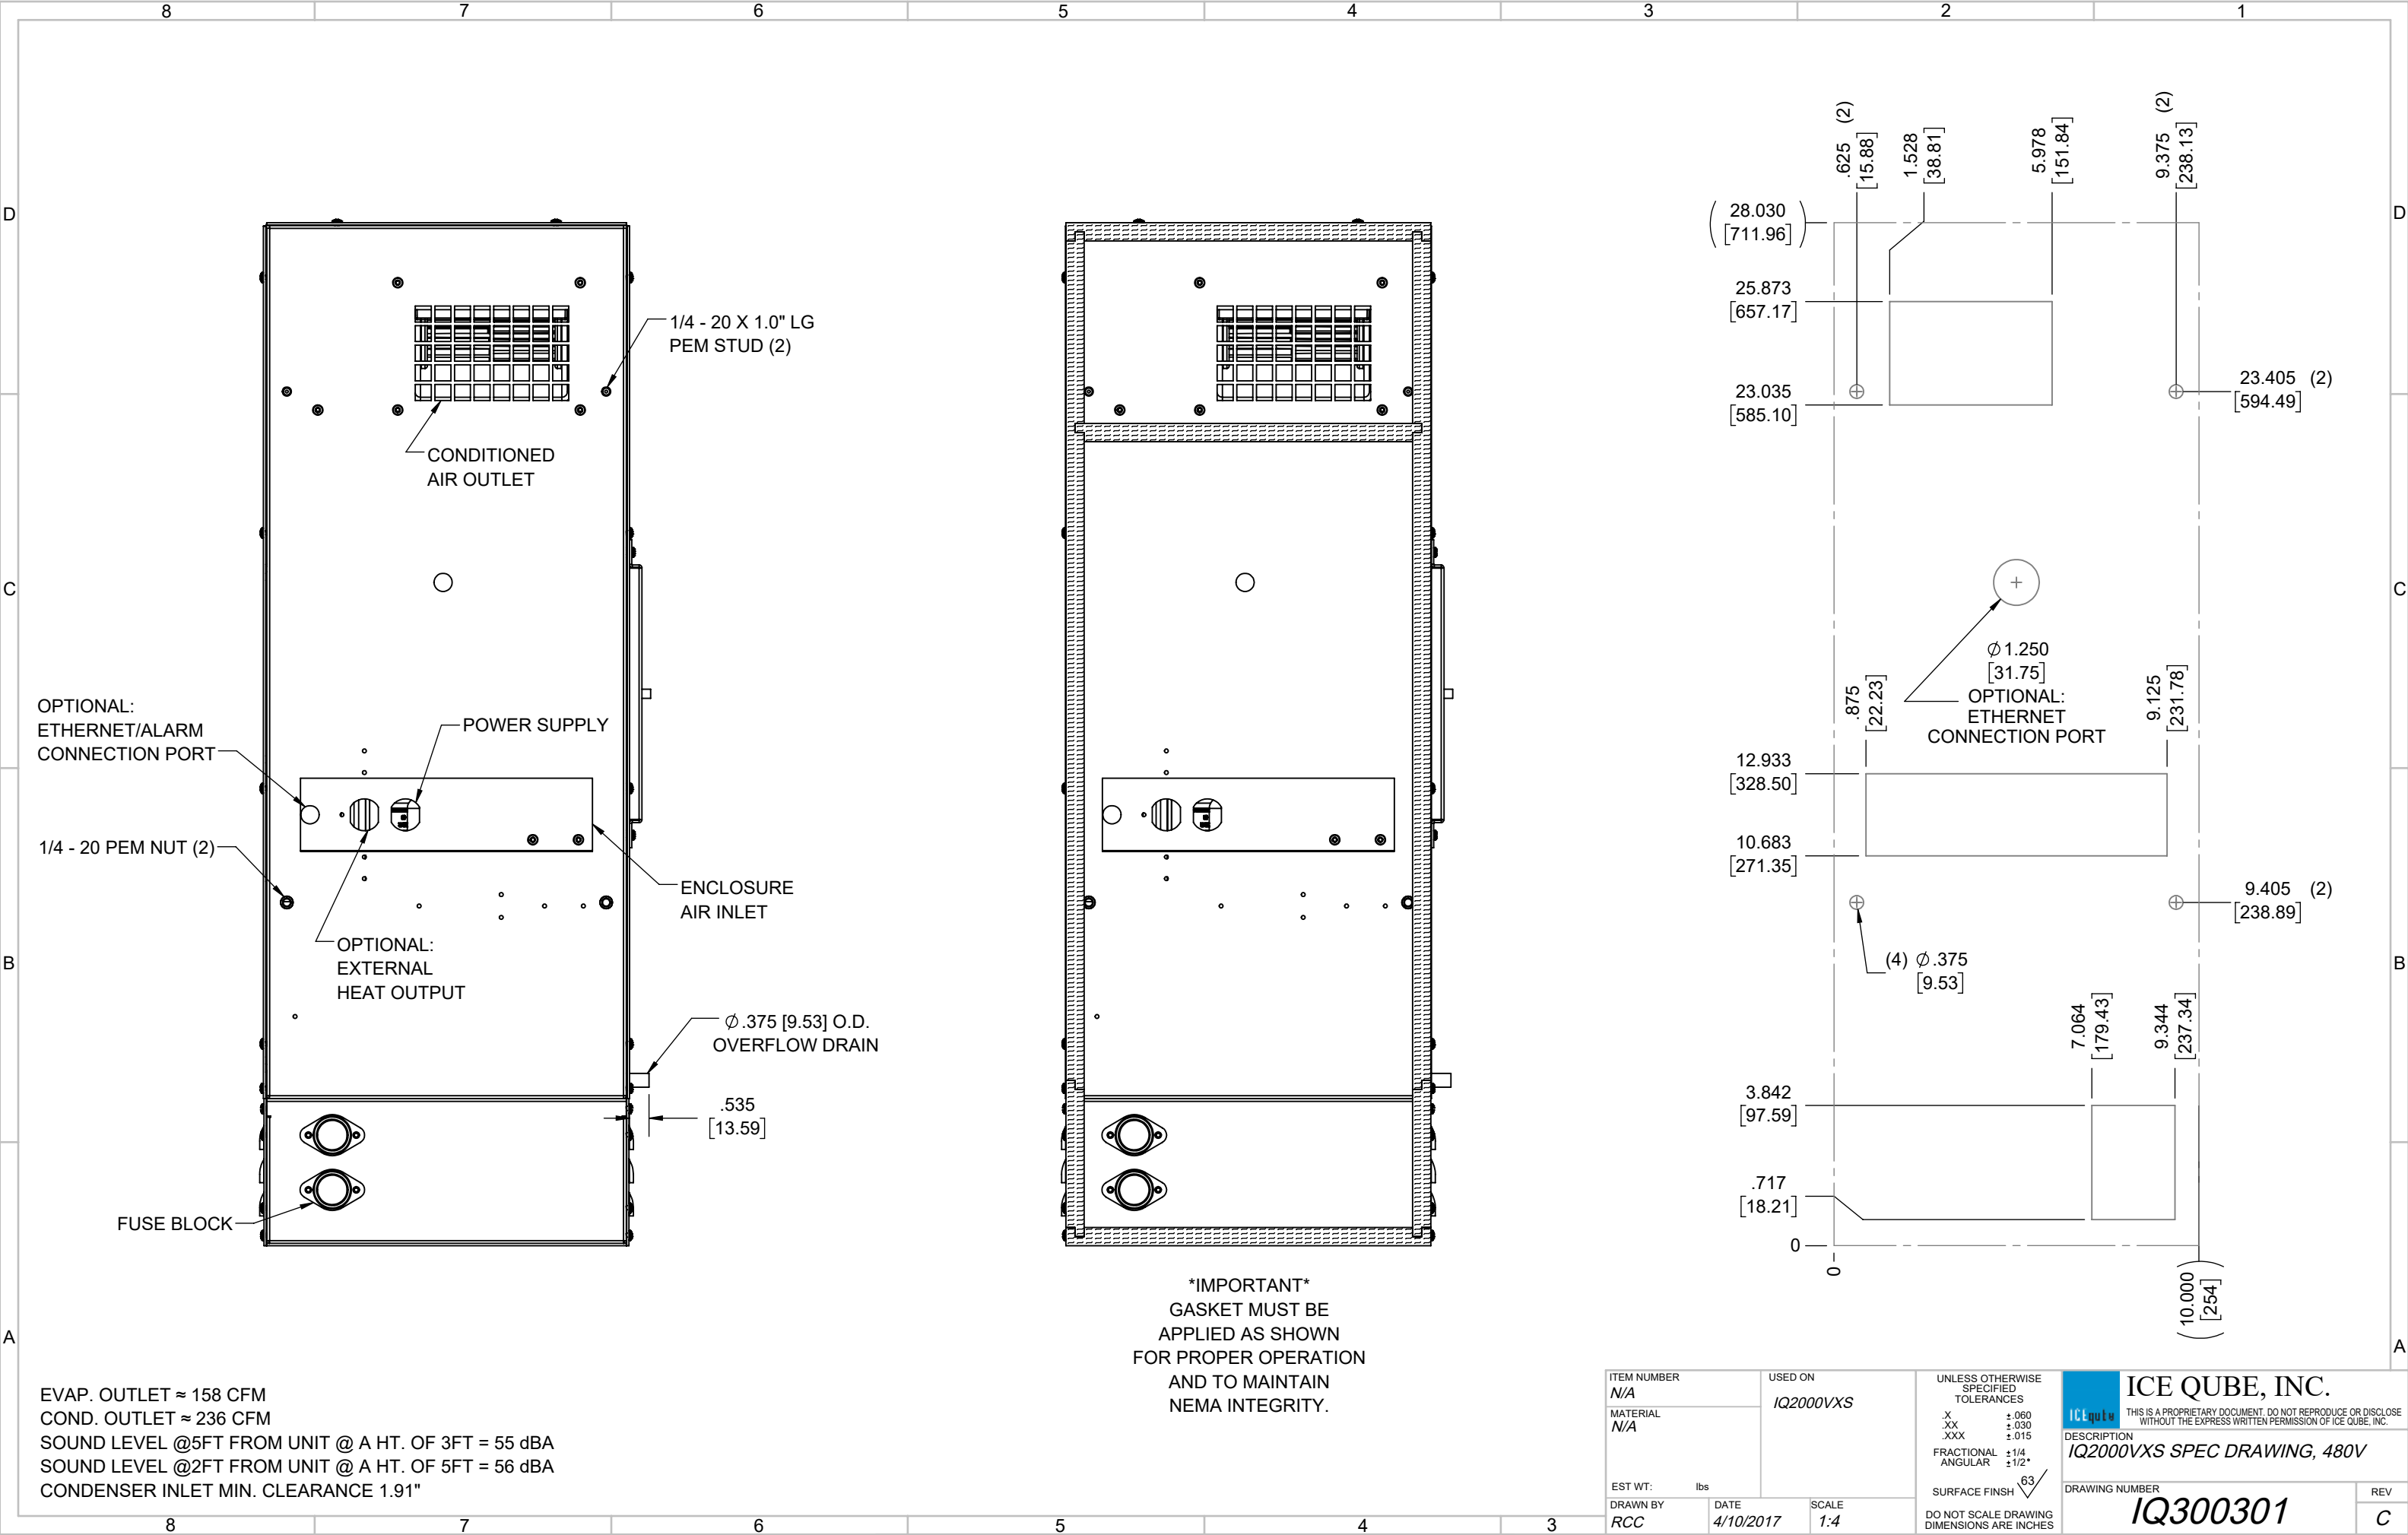 8 7 6 5 4 3 2 1
D
D
C
C
B
B
A
A
1/4 - 20 X 1.0" LG
PEM STUD (2)
CONDITIONED
AIR OUTLET
OPTIONAL:
ETHERNET/ALARM
CONNECTION PORT
POWER SUPPLY
1/4 - 20 PEM NUT (2)
ENCLOSURE
AIR INLET
OPTIONAL:
EXTERNAL
HEAT OUTPUT
⌀.375 [9.53] O.D.
OVERFLOW DRAIN
.535
[13.59]
FUSE BLOCK
*IMPORTANT*
GASKET MUST BE
APPLIED AS SHOWN
FOR PROPER OPERATION
AND TO MAINTAIN
NEMA INTEGRITY.
.625 (2)
[15.88]
1.528
[38.81]
5.978
[151.84]
9.375 (2)
[238.13]
(28.030)
[711.96]
25.873
[657.17]
23.035
[585.10]
23.405 (2)
[594.49]
⌀1.250
[31.75]
OPTIONAL:
ETHERNET
CONNECTION PORT
.875
[22.23]
9.125
[231.78]
12.933
[328.50]
10.683
[271.35]
9.405 (2)
[238.89]
(4) ⌀.375
[9.53]
7.064
[179.43]
9.344
[237.34]
3.842
[97.59]
.717
[18.21]
0
0
(10.000)
[254]
EVAP. OUTLET ≈ 158 CFM
COND. OUTLET ≈ 236 CFM
SOUND LEVEL @5FT FROM UNIT @ A HT. OF 3FT = 55 dBA
SOUND LEVEL @2FT FROM UNIT @ A HT. OF 5FT = 56 dBA
CONDENSER INLET MIN. CLEARANCE 1.91"
ITEM NUMBER
N/A
USED ON
IQ2000VXS
MATERIAL
N/A
EST WT: lbs
DRAWN BY
RCC
DATE
4/10/2017
SCALE
1:4
UNLESS OTHERWISE
SPECIFIED
TOLERANCES
.X ±.060
.XX ±.030
.XXX ±.015
FRACTIONAL ±1/4
ANGULAR ±1/2°
SURFACE FINSH 63
DO NOT SCALE DRAWING
DIMENSIONS ARE INCHES
ICEqube
ICE QUBE, INC.
THIS IS A PROPRIETARY DOCUMENT. DO NOT REPRODUCE OR DISCLOSE
WITHOUT THE EXPRESS WRITTEN PERMISSION OF ICE QUBE, INC.
DESCRIPTION
IQ2000VXS SPEC DRAWING, 480V
DRAWING NUMBER
IQ300301
REV
C
8 7 6 5 4 3